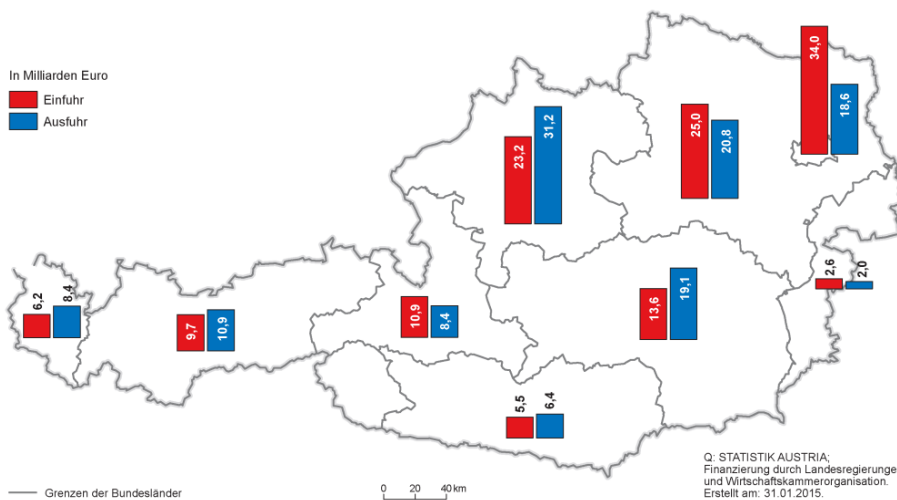 In Milliarden Euro
Einfuhr
Ausfuhr
34,0
18,6
25,0
20,8
23,2
31,2
2,6
2,0
6,2
8,4
9,7
10,9
10,9
8,4
13,6
19,1
5,5
6,4
Grenzen der Bundesländer
0 20 40 km
Q: STATISTIK AUSTRIA;
Finanzierung durch Landesregierunge
und Wirtschaftskammerorganisation.
Erstellt am: 31.01.2015.